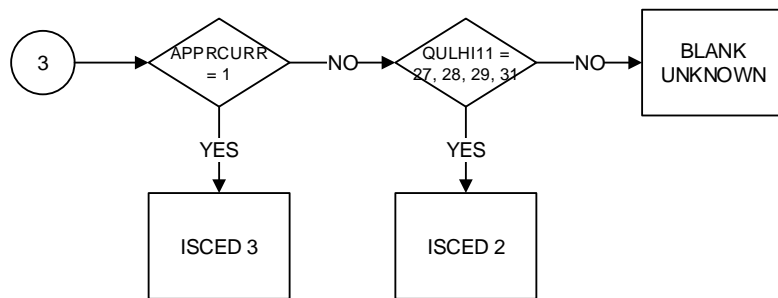 3
APPRCURR
= 1
NO
QULHI11 =
27, 28, 29, 31
NO
BLANK
UNKNOWN
YES
YES
ISCED 3
ISCED 2